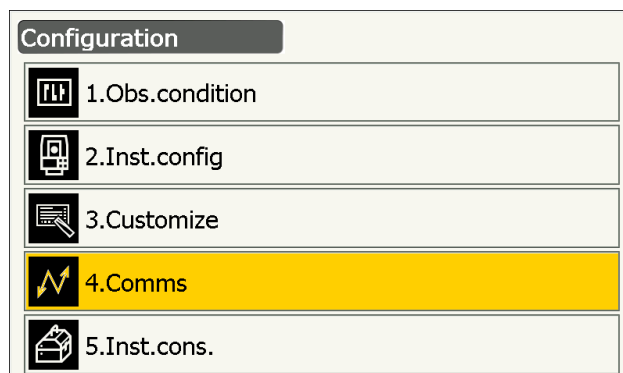 Configuration
1.Obs.condition
2.Inst.config
3.Customize
4.Comms
5.Inst.cons.